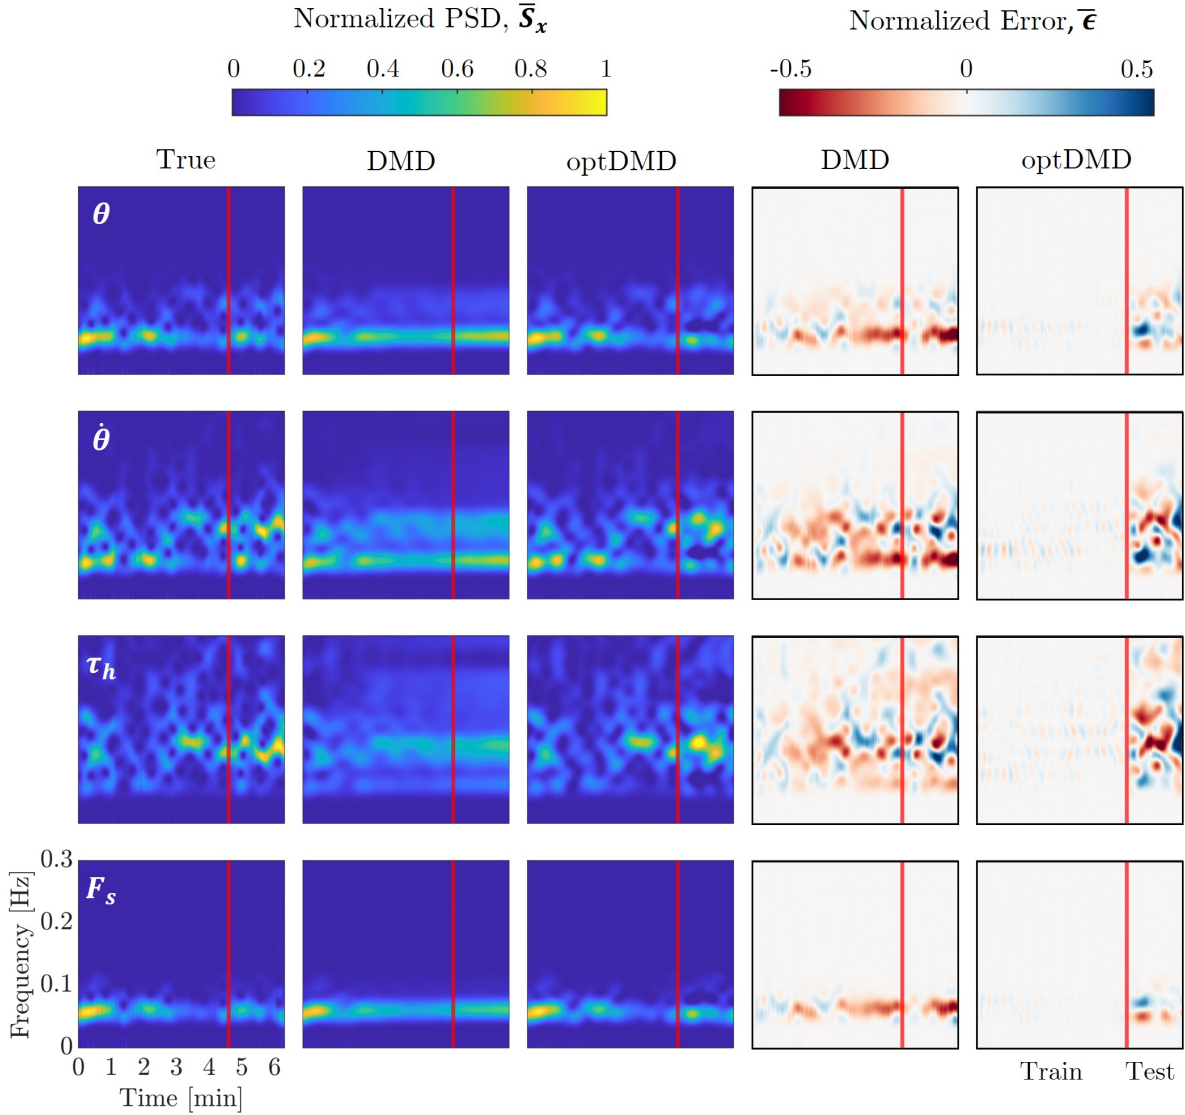 Normalized PSD, S̅ₓ Normalized Error, ϵ̅
0 0.2 0.4 0.6 0.8 1 -0.5 0 0.5
True DMD optDMD DMD optDMD
θ
θ̇
τₕ
Fₛ
0.3
0.2
0.1
0
Frequency [Hz]
0 1 2 3 4 5 6
Time [min]
Train Test